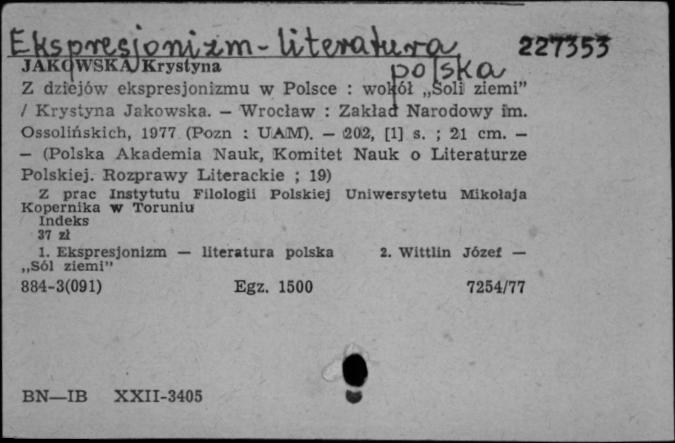 Ekspresjonizm - literatura 227353
polska
JAKOWSKA Krystyna
Z dziejów ekspresjonizmu w Polsce : wokół „Soli ziemi”
/ Krystyna Jakowska. — Wrocław : Zakład Narodowy im.
Ossolińskich, 1977 (Pozn : UAM). — 202, [1] s. ; 21 cm. —
— (Polska Akademia Nauk, Komitet Nauk o Literaturze
Polskiej. Rozprawy Literackie ; 19)
Z prac Instytutu Filologii Polskiej Uniwersytetu Mikołaja
Kopernika w Toruniu
Indeks
37 zł
1. Ekspresjonizm — literatura polska 2. Wittlin Józef —
„Sól ziemi”
884-3(091) Egz. 1500 7254/77
BN—IB XXII-3405